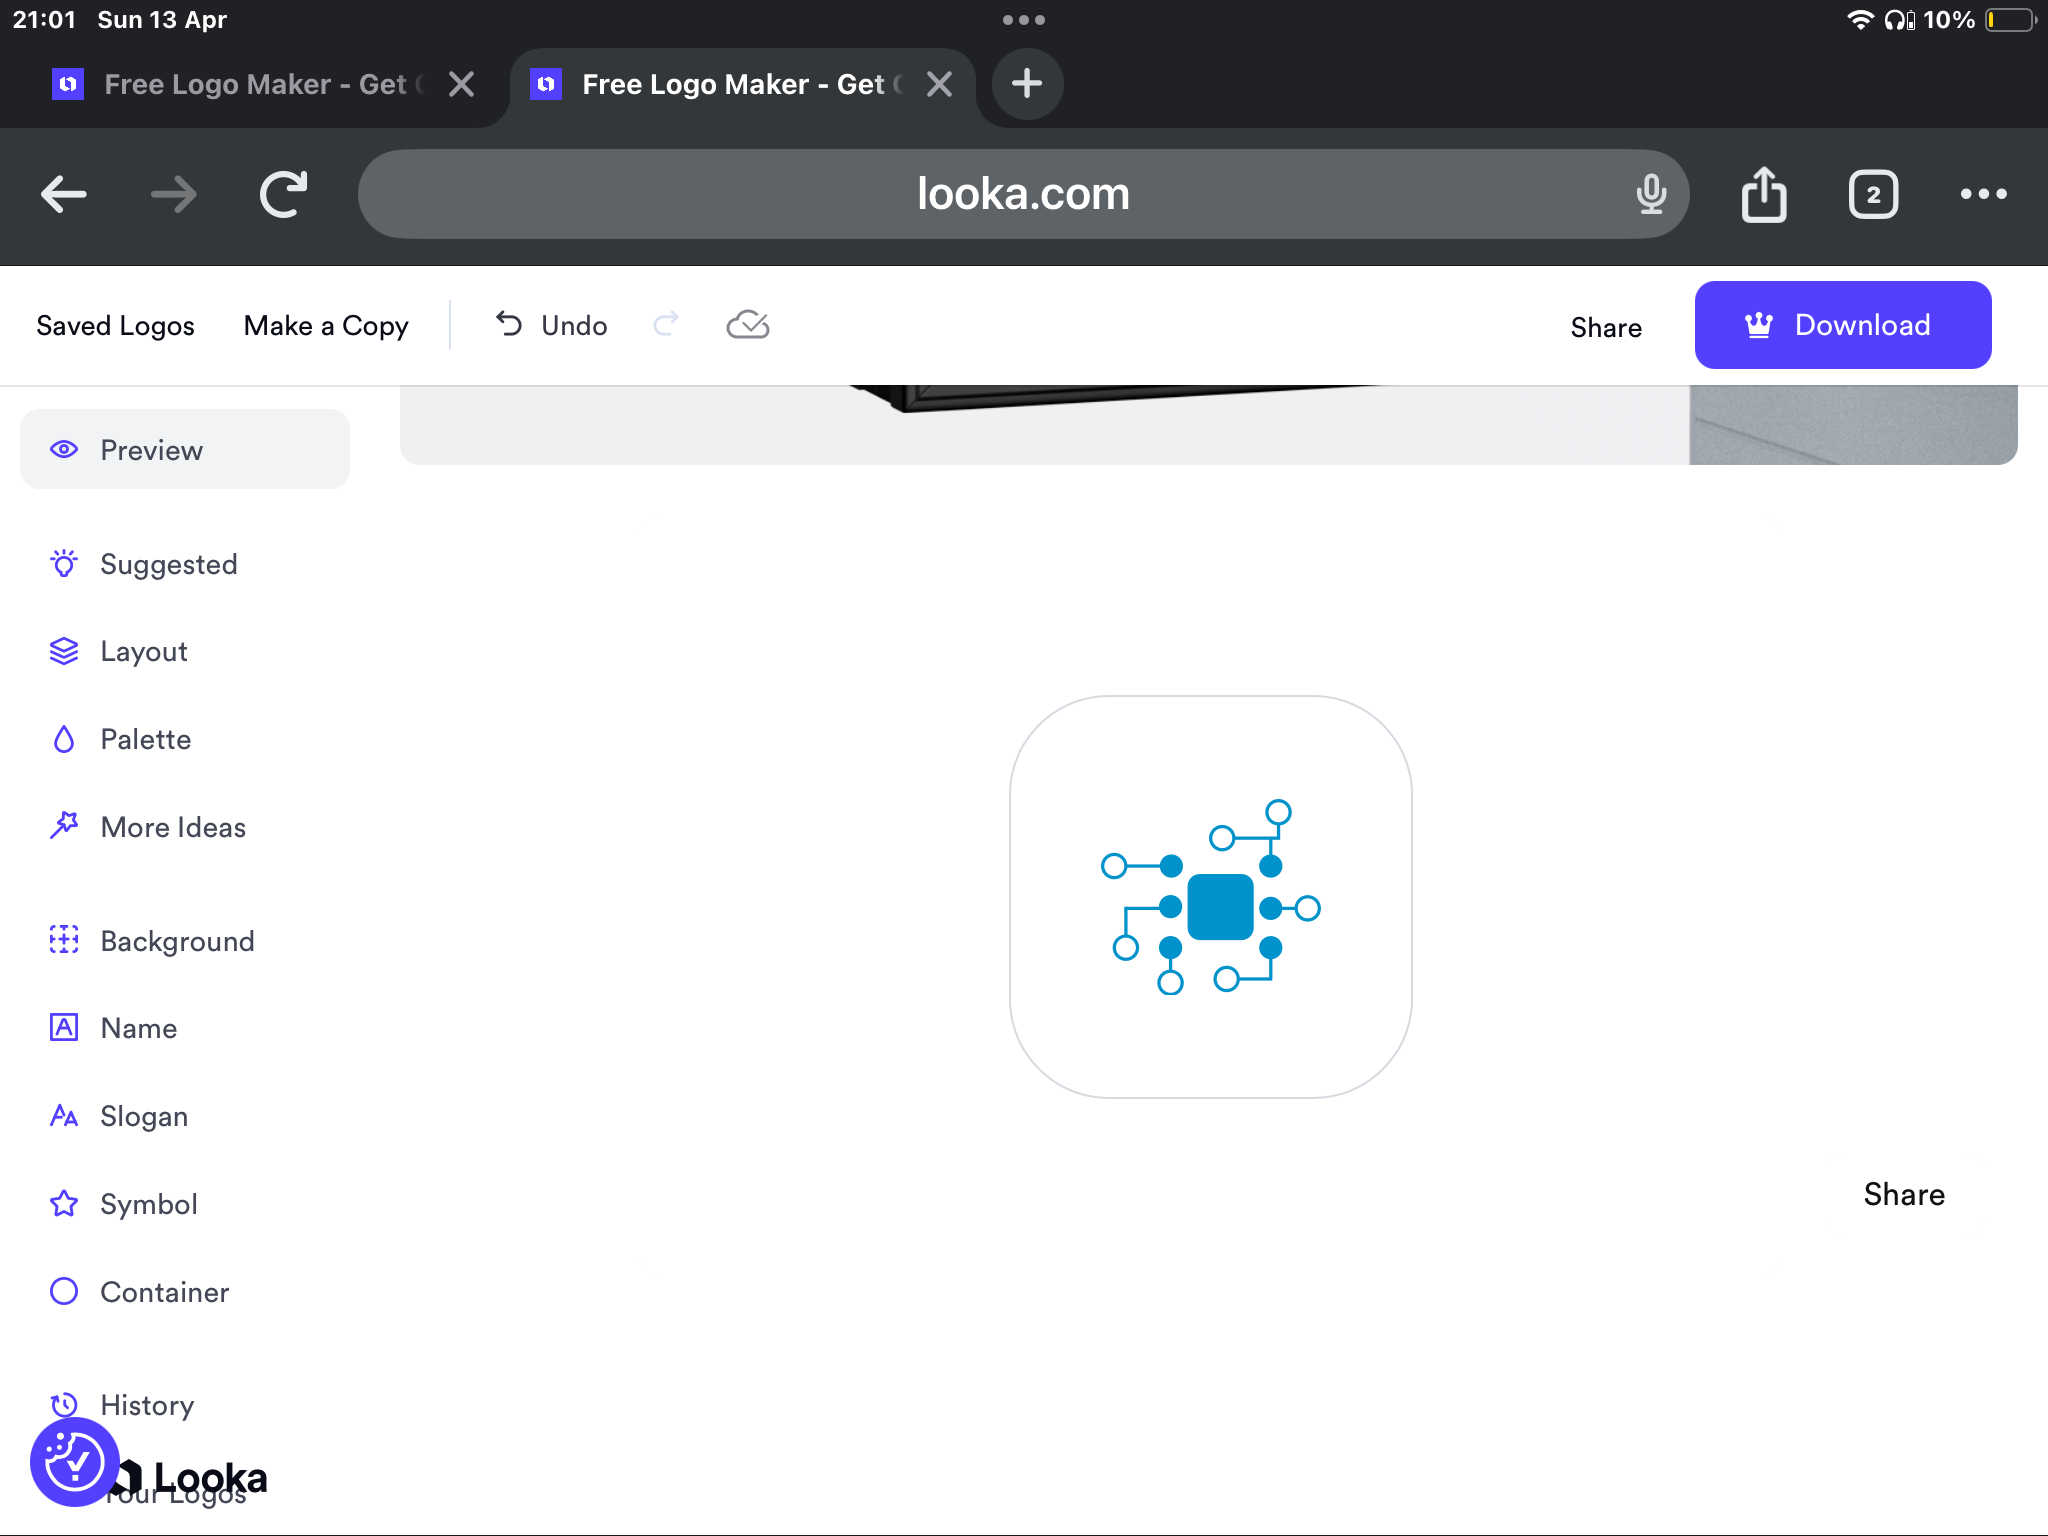 21:01 Sun 13 Apr
10%
Free Logo Maker - Get
Free Logo Maker - Get
looka.com
2
Saved Logos
Make a Copy
Undo
Share
Download
Preview
Suggested
Layout
Palette
More Ideas
Background
Name
Slogan
Symbol
Container
Share
History
Looka
Your Logos